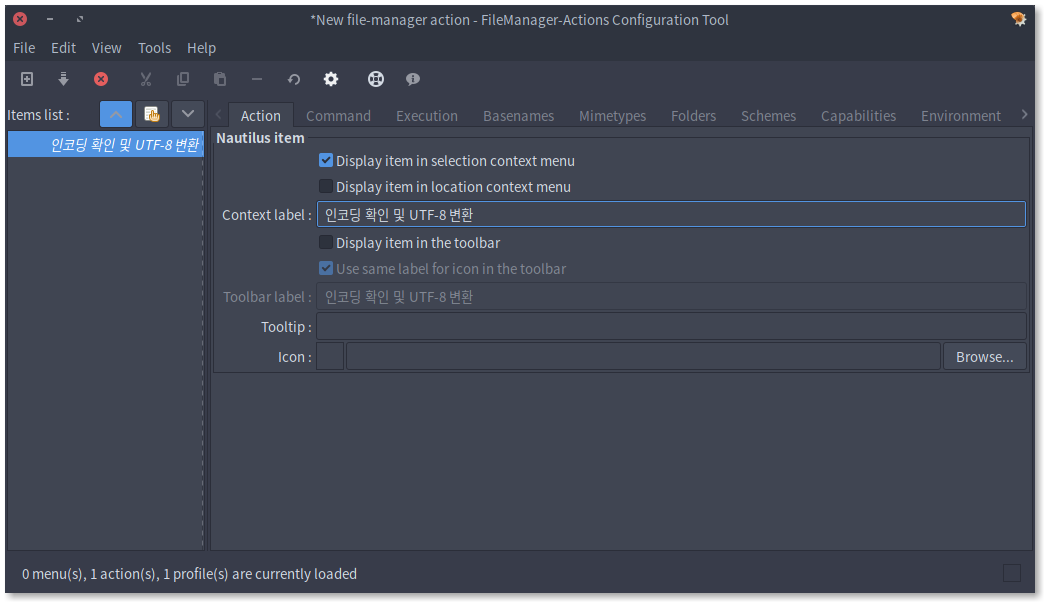 *New file-manager action - FileManager-Actions Configuration Tool
File Edit View Tools Help
Items list :
Action Command Execution Basenames Mimetypes Folders Schemes Capabilities Environment
인코딩 확인 및 UTF-8 변환
Nautilus item
Display item in selection context menu
Display item in location context menu
Context label : 인코딩 확인 및 UTF-8 변환
Display item in the toolbar
Use same label for icon in the toolbar
Toolbar label : 인코딩 확인 및 UTF-8 변환
Tooltip :
Icon : Browse...
0 menu(s), 1 action(s), 1 profile(s) are currently loaded